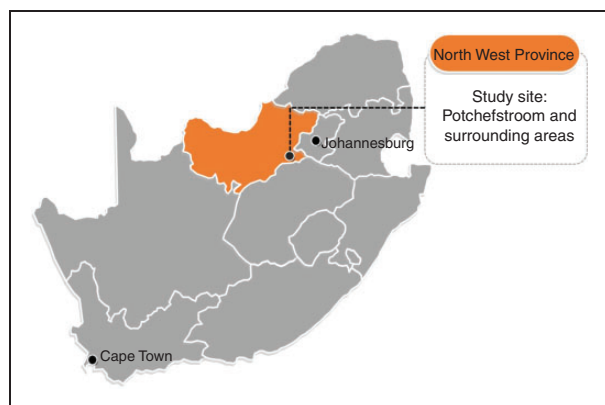 North West Province
Study site:
Potchefstroom and
surrounding areas
Johannesburg
Cape Town